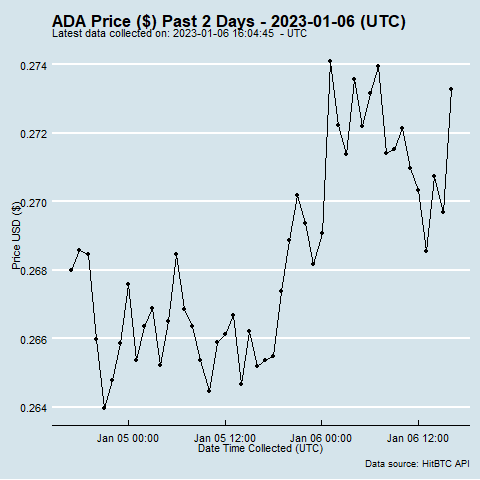 ADA Price ($) Past 2 Days - 2023-01-06 (UTC)
Latest data collected on: 2023-01-06 16:04:45 - UTC
0.274
0.272
0.270
0.268
0.266
0.264
Price USD ($)
Jan 05 00:00 Jan 05 12:00 Jan 06 00:00 Jan 06 12:00
Date Time Collected (UTC)
Data source: HitBTC API